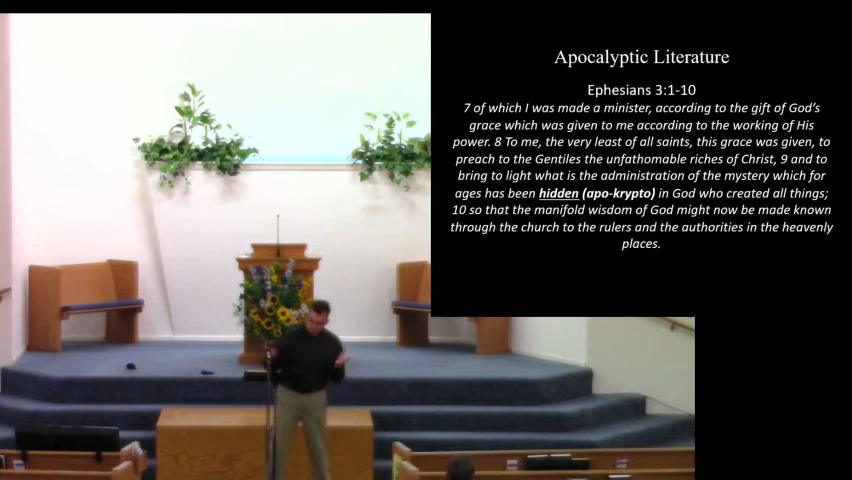 Apocalyptic Literature
Ephesians 3:1-10
7 of which I was made a minister, according to the gift of God's
grace which was given to me according to the working of His
power. 8 To me, the very least of all saints, this grace was given, to
preach to the Gentiles the unfathomable riches of Christ, 9 and to
bring to light what is the administration of the mystery which for
ages has been hidden (apo-krypto) in God who created all things;
10 so that the manifold wisdom of God might now be made known
through the church to the rulers and the authorities in the heavenly
places.